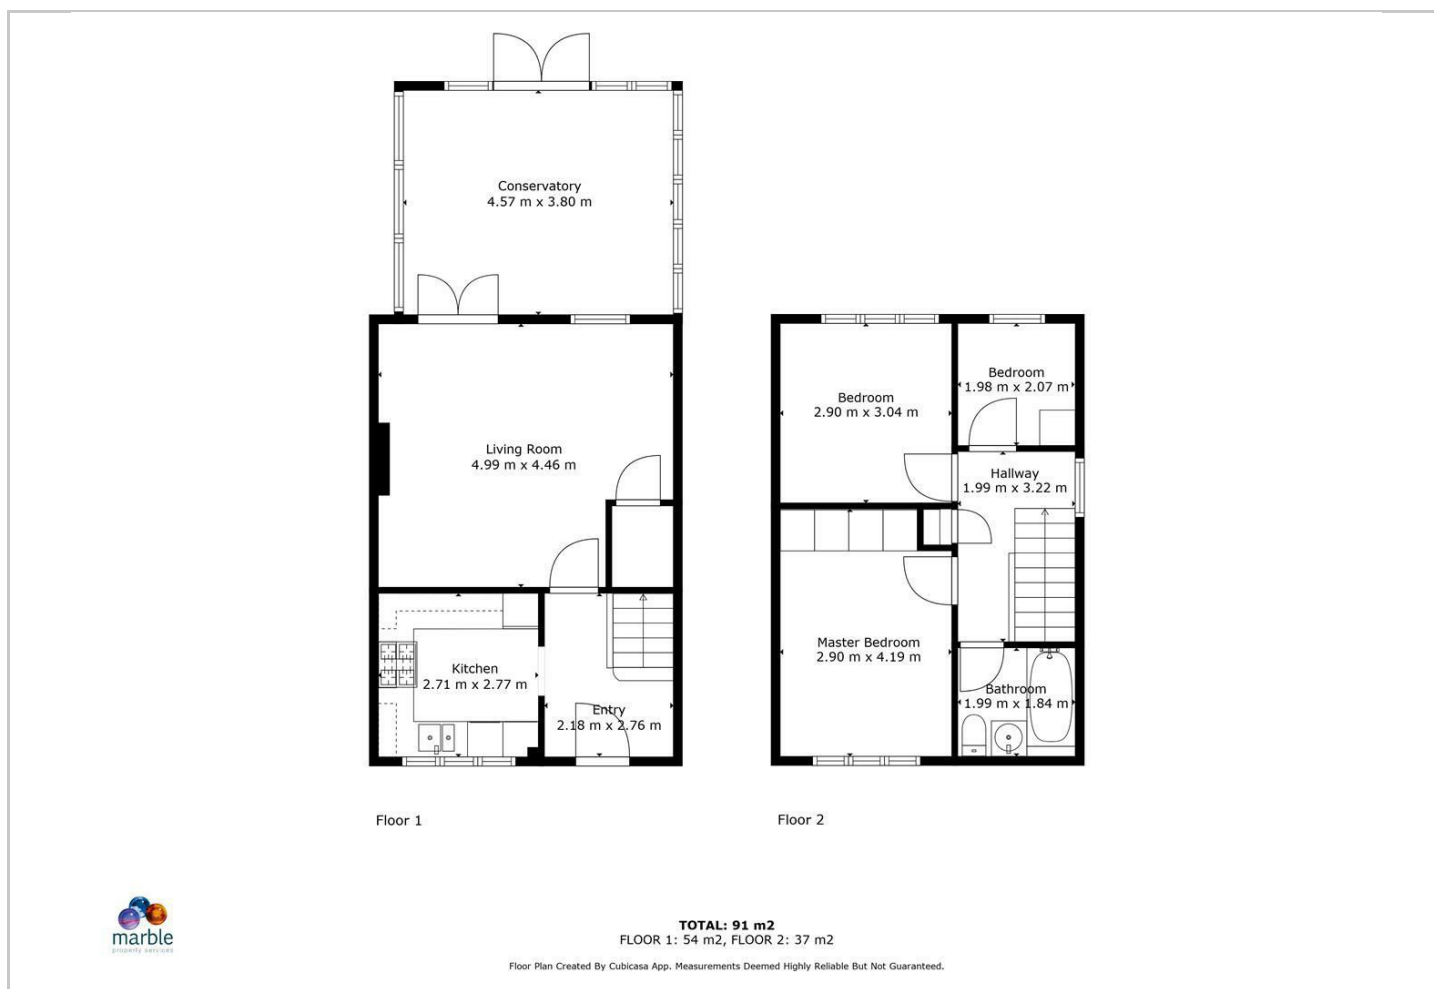 Conservatory
4.57 m x 3.80 m
Living Room
4.99 m x 4.46 m
Kitchen
2.71 m x 2.77 m
Entry
2.18 m x 2.76 m
Floor 1
Bedroom
2.90 m x 3.04 m
Bedroom
1.98 m x 2.07 m
Hallway
1.99 m x 3.22 m
Master Bedroom
2.90 m x 4.19 m
Bathroom
1.99 m x 1.84 m
Floor 2
marble
property services
TOTAL: 91 m2
FLOOR 1: 54 m2, FLOOR 2: 37 m2
Floor Plan Created By Cubicasa App. Measurements Deemed Highly Reliable But Not Guaranteed.